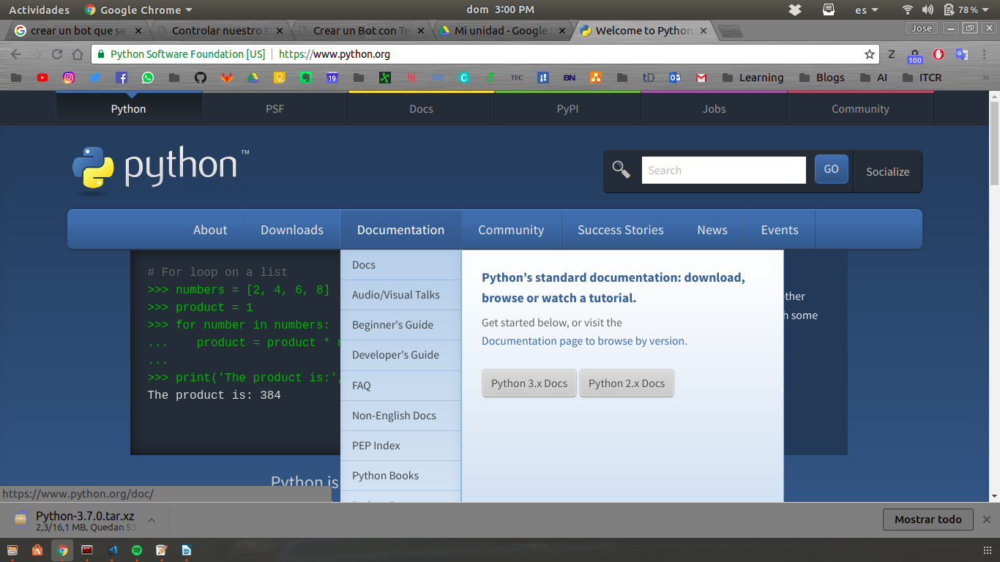 Actividades Google Chrome dom 3:00 PM es 78 %
crear un bot que se Controlar nuestro s Crear un Bot con Te Mi unidad - Google Welcome to Python Jose
Python Software Foundation [US] https://www.python.org Z 100
19 hj TEC BN tD Learning Blogs AI ITCR »
Python PSF Docs PyPI Jobs Community
python™
Search GO Socialize
About Downloads Documentation Community Success Stories News Events
# For loop on a list
>>> numbers = [2, 4, 6, 8]
>>> product = 1
>>> for number in numbers:
... product = product *
...
>>> print('The product is:',
The product is: 384
Docs
Audio/Visual Talks
Beginner's Guide
Developer's Guide
FAQ
Non-English Docs
PEP Index
Python Books
Python’s standard documentation: download,
browse or watch a tutorial.
Get started below, or visit the
Documentation page to browse by version.
Python 3.x Docs Python 2.x Docs
ther
h some
Python is
https://www.python.org/doc/
Python-3.7.0.tar.xz
2,3/16,1 MB, Quedan 53
Mostrar todo